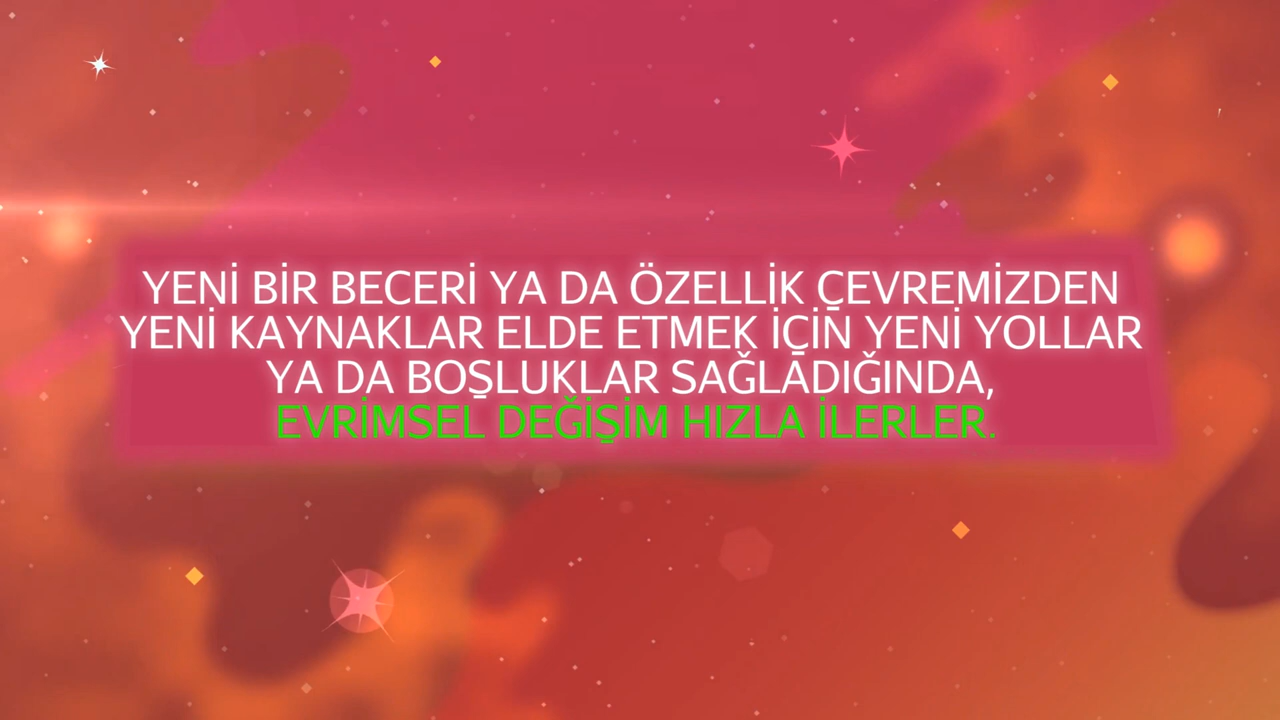 YENİ BİR BECERİ YA DA ÖZELLİK ÇEVREMİZDEN
YENİ KAYNAKLAR ELDE ETMEK İÇİN YENİ YOLLAR
YA DA BOŞLUKLAR SAĞLADIĞINDA,
EVRİMSEL DEĞİŞİM HIZLA İLERLER.